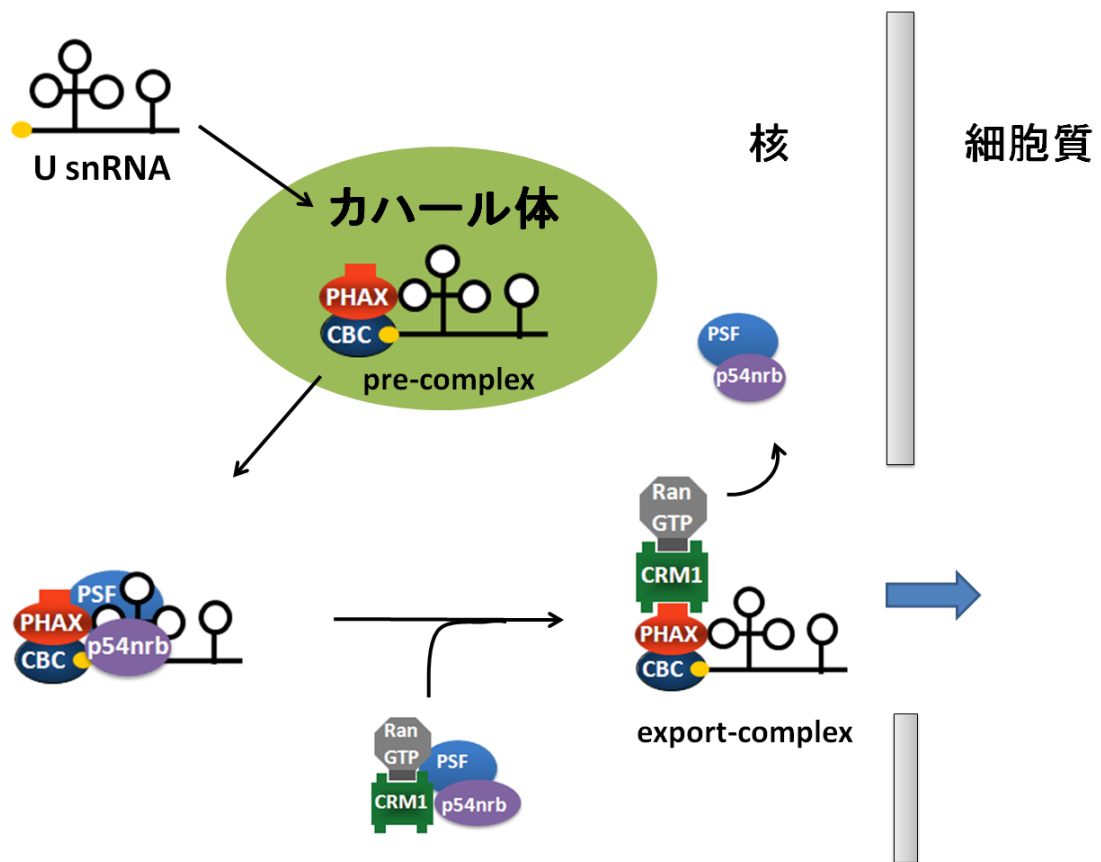 U snRNA
核
細胞質
カハール体
PHAX
CBC
pre-complex
PSF
p54nrb
PSF
PHAX
p54nrb
CBC
Ran
GTP
CRM1
PHAX
CBC
export-complex
Ran
GTP
PSF
CRM1
p54nrb